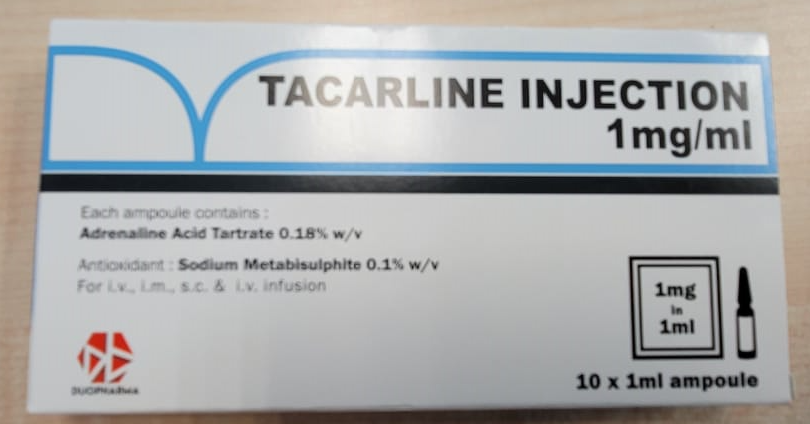 TACARLINE INJECTION
1mg/ml
Each ampoule contains :
Adrenaline Acid Tartrate 0.18% w/v
Antioxidant : Sodium Metabisulphite 0.1% w/v
For i.v., i.m., s.c. & i.v. infusion
1mg
in
1ml
DUOPHARMA
10 x 1ml ampoule